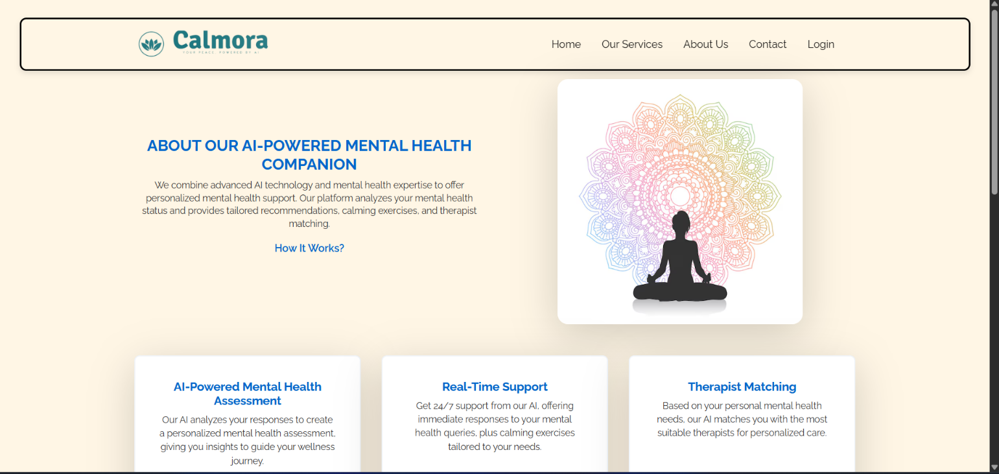 Calmora
YOUR PEACE, POWERED BY AI
Home
Our Services
About Us
Contact
Login
ABOUT OUR AI-POWERED MENTAL HEALTH
COMPANION
We combine advanced AI technology and mental health expertise to offer
personalized mental health support. Our platform analyzes your mental health
status and provides tailored recommendations, calming exercises, and therapist
matching.
How It Works?
AI-Powered Mental Health
Assessment
Our AI analyzes your responses to create
a personalized mental health assessment,
giving you insights to guide your wellness
journey.
Real-Time Support
Get 24/7 support from our AI, offering
immediate responses to your mental
health queries, plus calming exercises
tailored to your needs.
Therapist Matching
Based on your personal mental health
needs, our AI matches you with the most
suitable therapists for personalized care.